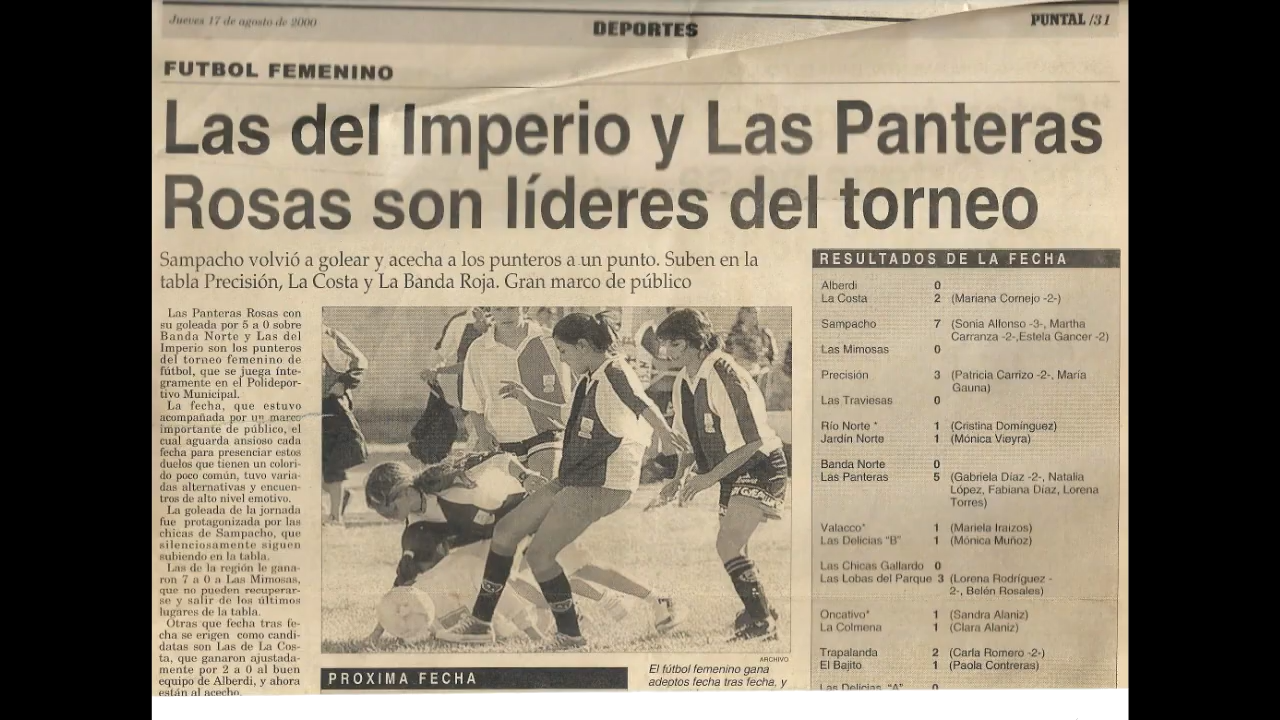 Jueves 17 de agosto de 2000
DEPORTES
PUNTAL /31
FUTBOL FEMENINO
Las del Imperio y Las Panteras
Rosas son líderes del torneo
Sampacho volvió a golear y acecha a los punteros a un punto. Suben en la
tabla Precisión, La Costa y La Banda Roja. Gran marco de público
Las Panteras Rosas con
su goleada por 5 a 0 sobre
Banda Norte y Las del
Imperio son los punteros
del torneo femenino de
fútbol, que se juega ínte-
gramente en el Polidepor-
tivo Municipal.
La fecha, que estuvo
acompañada por un marco
importante de público, el
cual aguarda ansioso cada
fecha para presenciar estos
duelos que tienen un colori-
do poco común, tuvo varia-
das alternativas y encuen-
tros de alto nivel emotivo.
La goleada de la jornada
fue protagonizada por las
chicas de Sampacho, que
silenciosamente siguen
subiendo en la tabla.
Las de la región le gana-
ron 7 a 0 a Las Mimosas,
que no pueden recuperar-
se y salir de los últimos
lugares de la tabla.
Otras que fecha tras fe-
cha se erigen como candi-
datas son Las de La Cos-
ta, que ganaron ajustada-
mente por 2 a 0 al buen
equipo de Alberdi, y ahora
están al acecho.
ARCHIVO
PROXIMA FECHA
El fútbol femenino gana
adeptos fecha tras fecha, y
RESULTADOS DE LA FECHA
Alberdi 0
La Costa 2 (Mariana Cornejo -2-)
Sampacho 7 (Sonia Alfonso -3-, Martha
Carranza -2-,Estela Gancer -2)
Las Mimosas 0
Precisión 3 (Patricia Carrizo -2-, María
Gauna)
Las Traviesas 0
Río Norte * 1 (Cristina Domínguez)
Jardín Norte 1 (Mónica Vieyra)
Banda Norte 0
Las Panteras 5 (Gabriela Díaz -2-, Natalia
López, Fabiana Díaz, Lorena
Torres)
Valacco* 1 (Mariela Iraizos)
Las Delicias "B" 1 (Mónica Muñoz)
Las Chicas Gallardo 0
Las Lobas del Parque 3 (Lorena Rodríguez -
2-, Belén Rosales)
Oncativo* 1 (Sandra Alaniz)
La Colmena 1 (Clara Alaniz)
Trapalanda 2 (Carla Romero -2-)
El Bajito 1 (Paola Contreras)
Las Delicias "A" 0